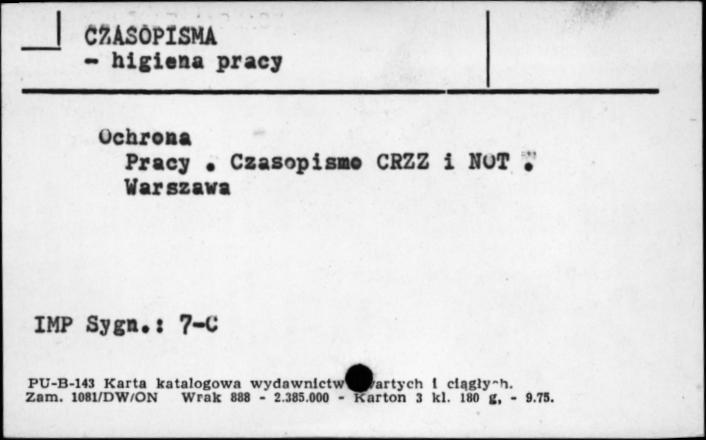 CZASOPISMA
- higiena pracy
Ochrona
Pracy . Czasopismo CRZZ i NOT .
Warszawa
IMP Sygn.: 7-C
PU-B-143 Karta katalogowa wydawnictw i ciągłych.
Zam. 1081/DW/ON Wrak 888 - 2.385.000 - Karton 3 kl. 180 g, - 9.75.